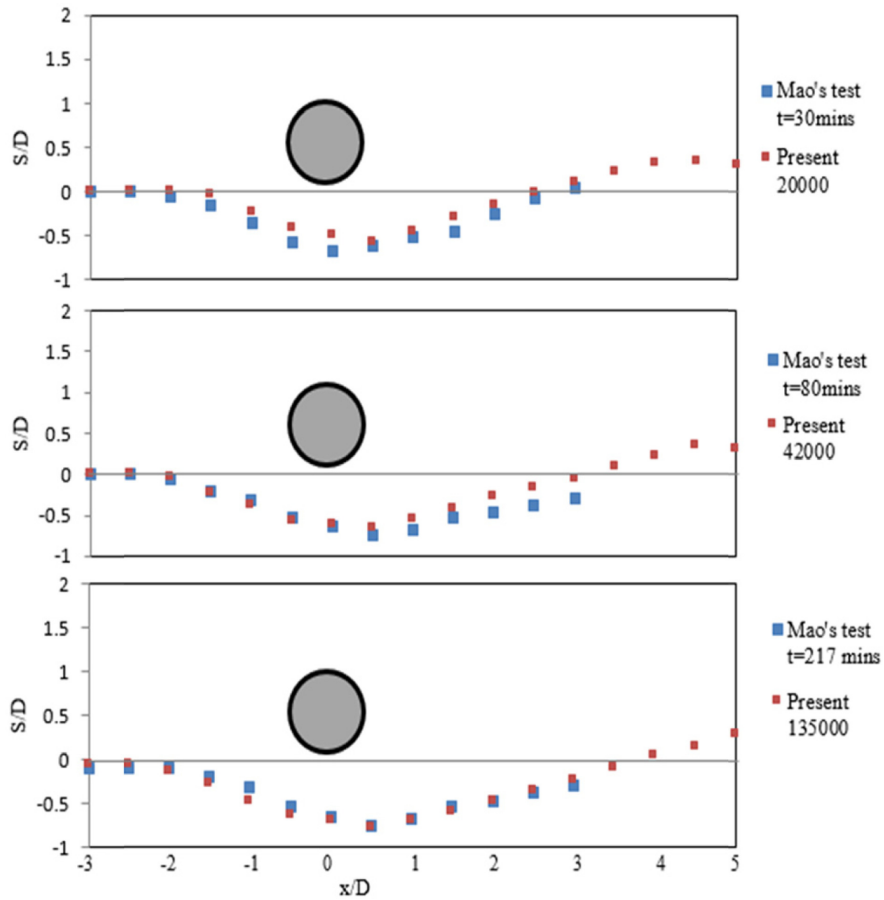 2
1.5
1
0.5
0
-0.5
-1
S/D
Mao's test
t=30mins
Present
20000
2
1.5
1
0.5
0
-0.5
-1
S/D
Mao's test
t=80mins
Present
42000
2
1.5
1
0.5
0
-0.5
-1
S/D
Mao's test
t=217 mins
Present
135000
-3 -2 -1 0 1 2 3 4 5
x/D